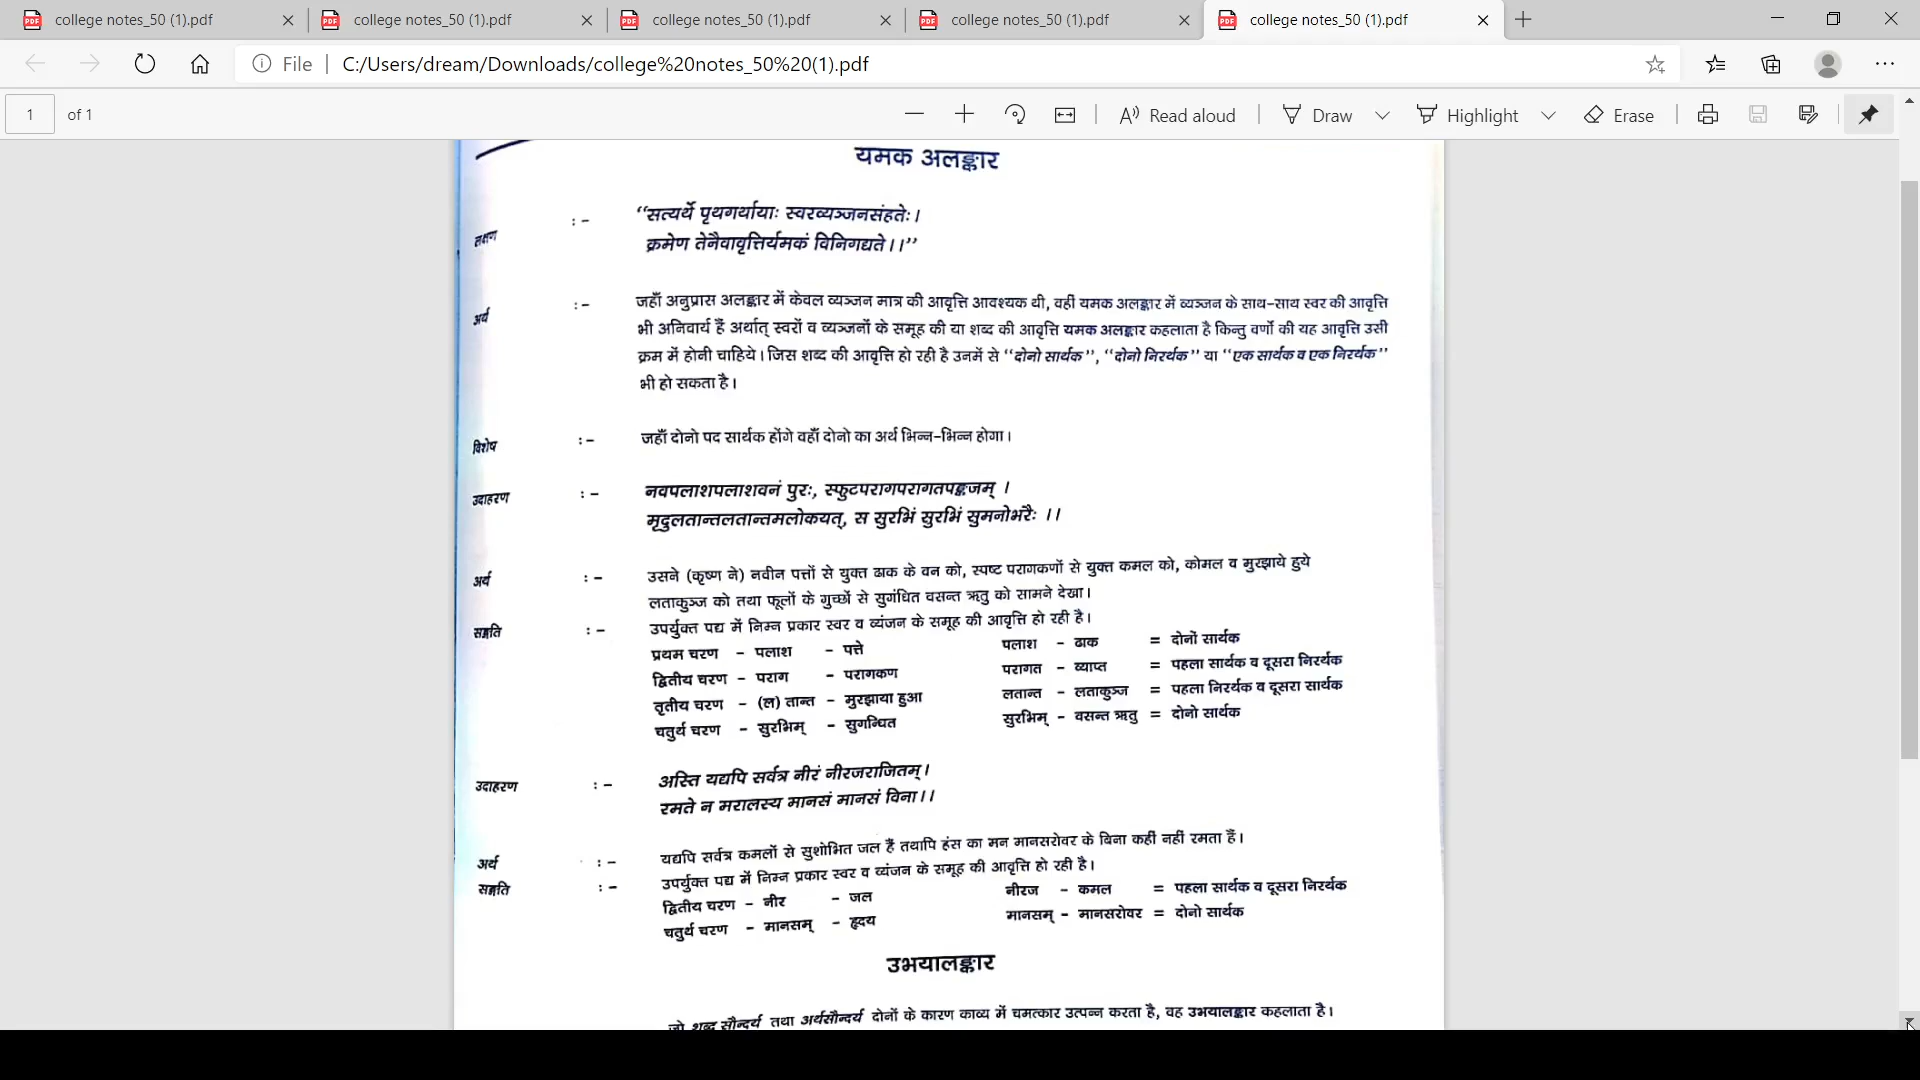 college notes_50 (1).pdf
college notes_50 (1).pdf
college notes_50 (1).pdf
college notes_50 (1).pdf
college notes_50 (1).pdf
File
C:/Users/dream/Downloads/college%20notes_50%20(1).pdf
1 of 1
Read aloud
Draw
Highlight
Erase
यमक अलङ्कार
लक्षण :- “सत्यर्थे पृथगर्थायाः स्वरव्यञ्जनसंहतेः।
क्रमेण तेनैवावृत्तिर्यमकं विनिगद्यते।।”
अर्थ :- जहाँ अनुप्रास अलङ्कार में केवल व्यञ्जन मात्र की आवृत्ति आवश्यक थी, वहीं यमक अलङ्कार में व्यञ्जन के साथ-साथ स्वर की आवृत्ति
भी अनिवार्य हैं अर्थात् स्वरों व व्यञ्जनों के समूह की या शब्द की आवृत्ति यमक अलङ्कार कहलाता है किन्तु वर्णो की यह आवृत्ति उसी
क्रम में होनी चाहिये। जिस शब्द की आवृत्ति हो रही है उनमें से “दोनो सार्थक”, “दोनो निरर्थक” या “एक सार्थक व एक निरर्थक”
भी हो सकता है।
विशेष :- जहाँ दोनो पद सार्थक होंगे वहाँ दोनो का अर्थ भिन्न-भिन्न होगा।
उदाहरण :- नवपलाशपलाशवनं पुरः, स्फुटपरागपरागतपङ्कजम् ।
मृदुलतान्तलतान्तमलोकयत्, स सुरभिं सुरभिं सुमनोभरैः ।।
अर्थ :- उसने (कृष्ण ने) नवीन पत्तों से युक्त ढाक के वन को, स्पष्ट परागकणों से युक्त कमल को, कोमल व मुरझाये हुये
लताकुञ्ज को तथा फूलों के गुच्छों से सुगंधित वसन्त ऋतु को सामने देखा।
सङ्गति :- उपर्युक्त पद्य में निम्न प्रकार स्वर व व्यंजन के समूह की आवृत्ति हो रही है।
प्रथम चरण - पलाश - पत्ते पलाश - ढाक = दोनों सार्थक
द्वितीय चरण - पराग - परागकण परागत - व्याप्त = पहला सार्थक व दूसरा निरर्थक
तृतीय चरण - (ल) तान्त - मुरझाया हुआ लतान्त - लताकुञ्ज = पहला निरर्थक व दूसरा सार्थक
चतुर्थ चरण - सुरभिम् - सुगन्धित सुरभिम् - वसन्त ऋतु = दोनो सार्थक
उदाहरण :- अस्ति यद्यपि सर्वत्र नीरं नीरजराजितम्।
रमते न मरालस्य मानसं मानसं विना।।
अर्थ :- यद्यपि सर्वत्र कमलों से सुशोभित जल हैं तथापि हंस का मन मानसरोवर के बिना कहीं नहीं रमता हैं।
सङ्गति :- उपर्युक्त पद्य में निम्न प्रकार स्वर व व्यंजन के समूह की आवृत्ति हो रही है।
द्वितीय चरण - नीर - जल नीरज - कमल = पहला सार्थक व दूसरा निरर्थक
चतुर्थ चरण - मानसम् - हृदय मानसम् - मानसरोवर = दोनो सार्थक
उभयालङ्कार
जो शब्द सौन्दर्य तथा अर्थसौन्दर्य दोनों के कारण काव्य में चमत्कार उत्पन्न करता है, वह उभयालङ्कार कहलाता है।